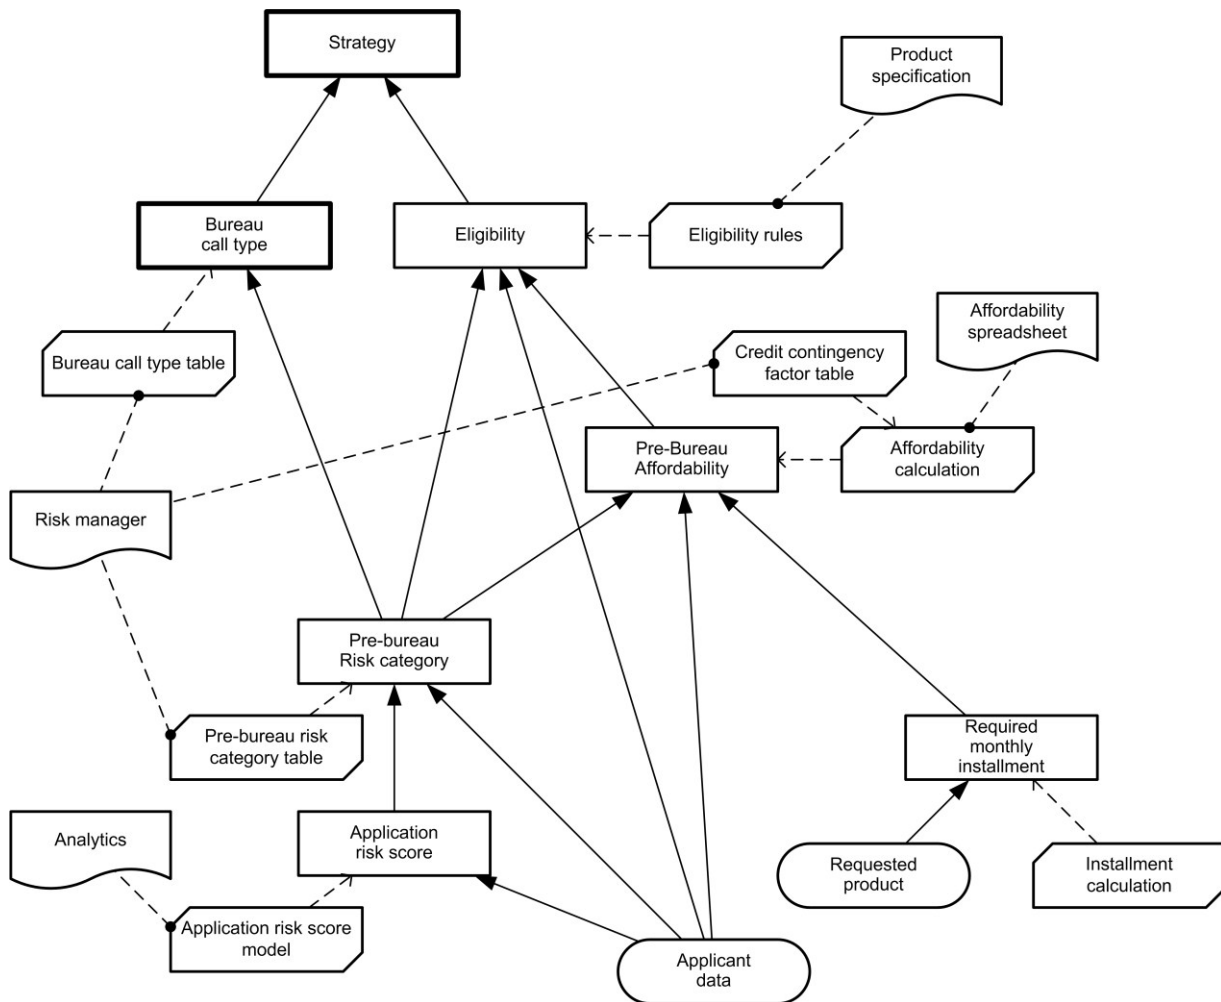 Strategy
Product
specification
Bureau
call type
Eligibility
Eligibility rules
Affordability
spreadsheet
Bureau call type table
Credit contingency
factor table
Pre-Bureau
Affordability
Affordability
calculation
Risk manager
Pre-bureau
Risk category
Pre-bureau risk
category table
Required
monthly
installment
Analytics
Application
risk score
Requested
product
Installment
calculation
Application risk score
model
Applicant
data